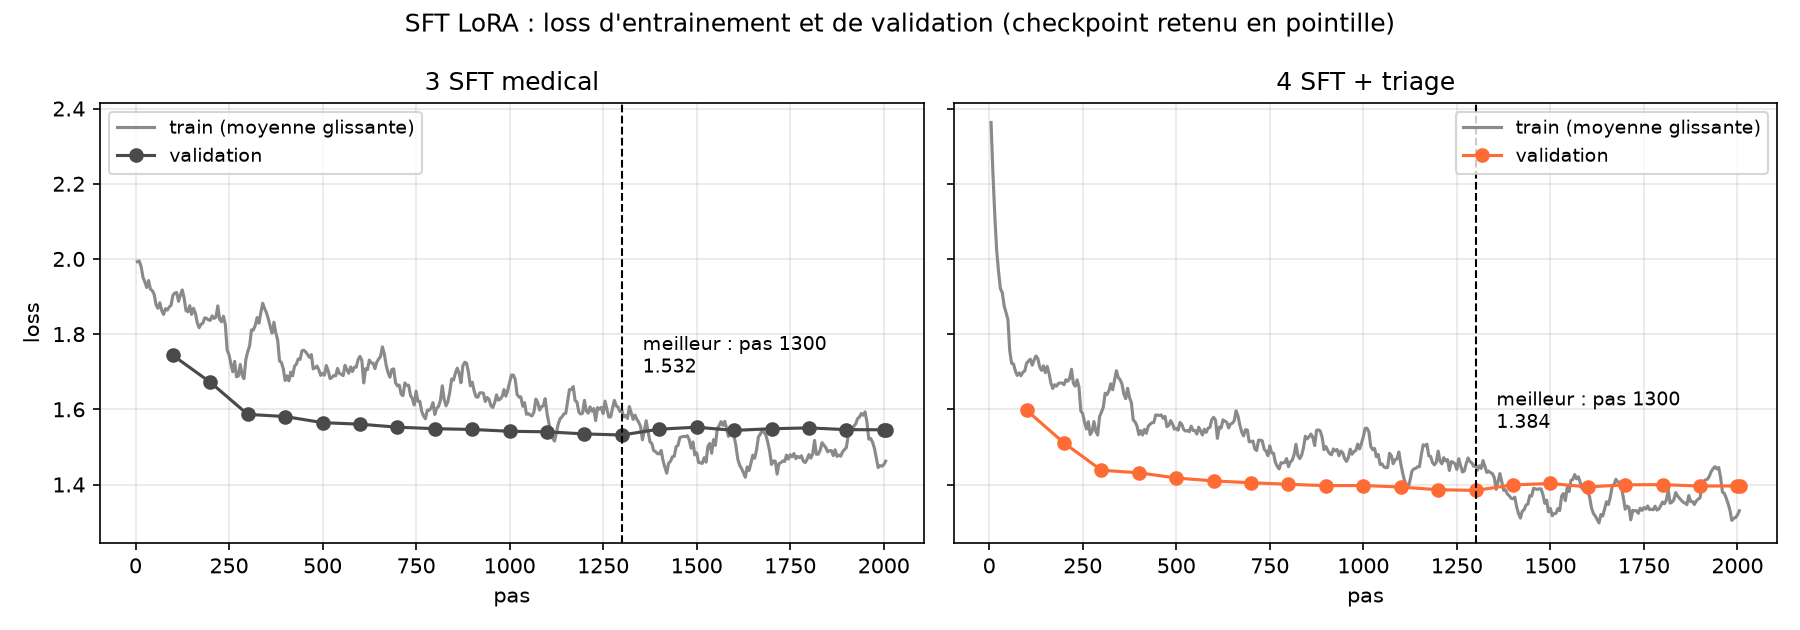 SFT LoRA : loss d'entrainement et de validation (checkpoint retenu en pointille)
3 SFT medical
train (moyenne glissante)
validation
meilleur : pas 1300
1.532
2.4
2.2
2.0
1.8
1.6
1.4
loss
0
250
500
750
1000
1250
1500
1750
2000
pas
4 SFT + triage
train (moyenne glissante)
validation
meilleur : pas 1300
1.384
0
250
500
750
1000
1250
1500
1750
2000
pas